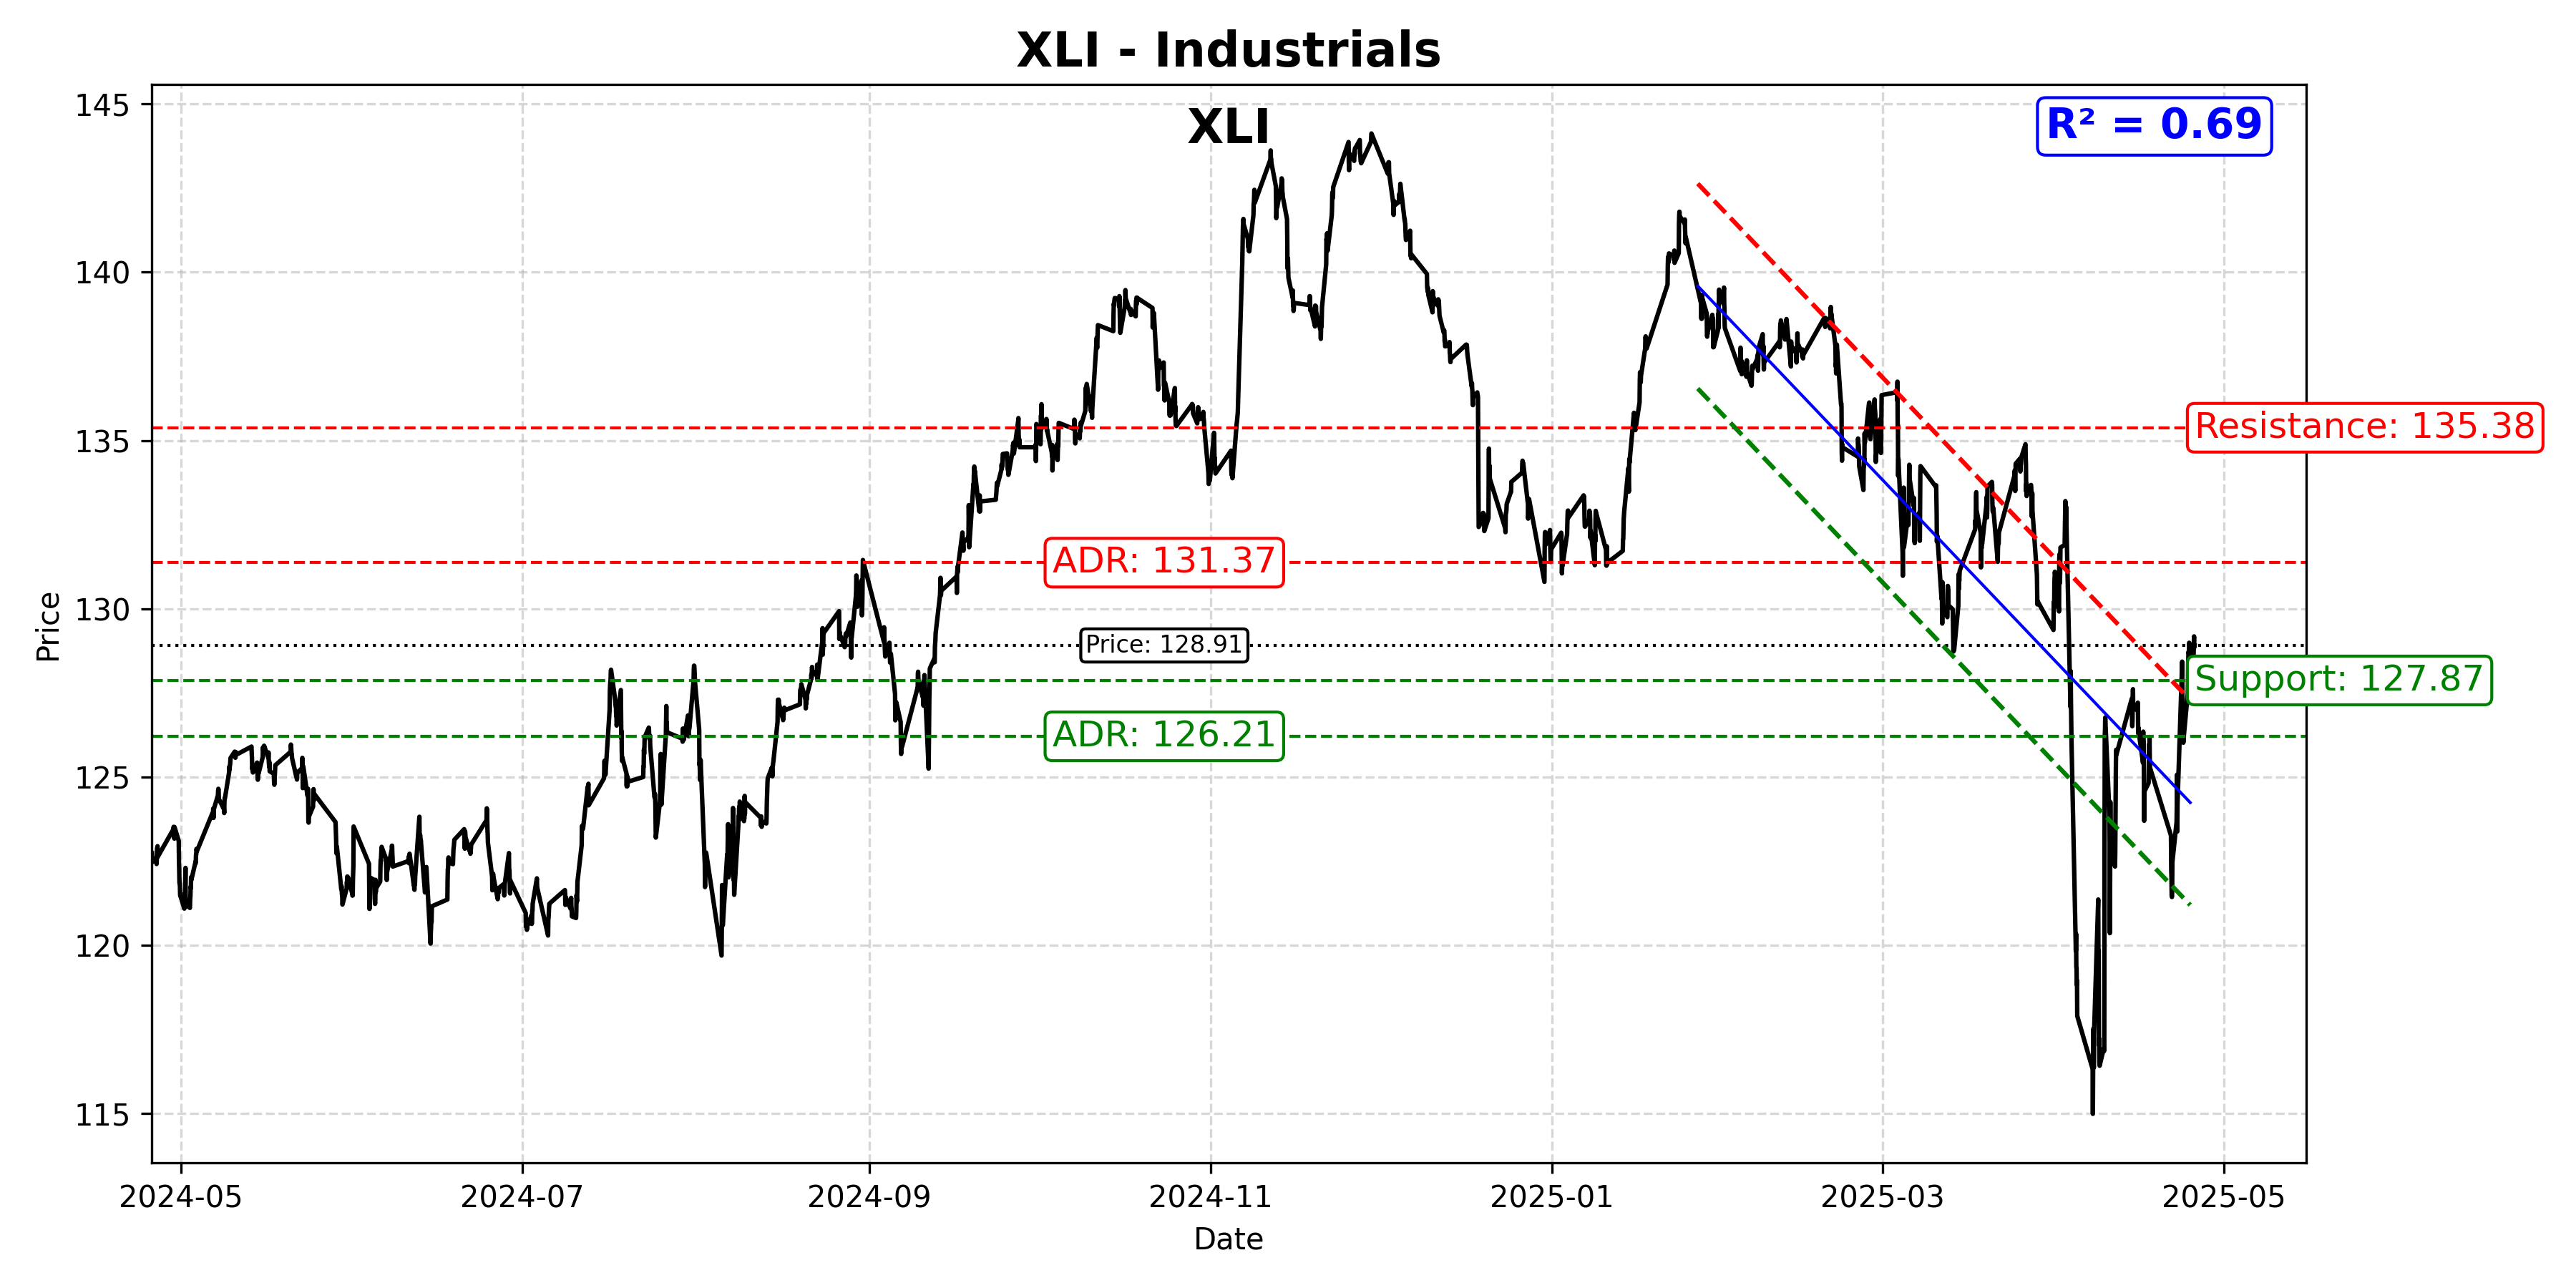 XLI - Industrials
XLI
R² = 0.69
145
140
135
130
125
120
115
Price
Resistance: 135.38
ADR: 131.37
Price: 128.91
Support: 127.87
ADR: 126.21
2024-05
2024-07
2024-09
2024-11
2025-01
2025-03
2025-05
Date